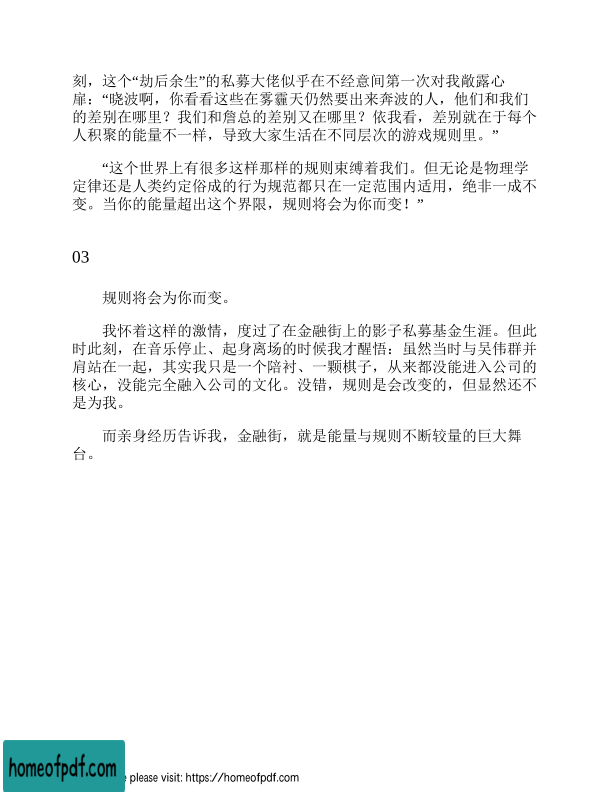 刻，这个“劫后余生”的私募大佬似乎在不经意间第一次对我敞露心
扉：“晓波啊，你看看这些在雾霾天仍然要出来奔波的人，他们和我们
的差别在哪里？我们和詹总的差别又在哪里？依我看，差别就在于每个
人积聚的能量不一样，导致大家生活在不同层次的游戏规则里。”
“这个世界上有很多这样那样的规则束缚着我们。但无论是物理学
定律还是人类约定俗成的行为规范都只在一定范围内适用，绝非一成不
变。当你的能量超出这个界限，规则将会为你而变！”
03
规则将会为你而变。
我怀着这样的激情，度过了在金融街上的影子私募基金生涯。但此
时此刻，在音乐停止、起身离场的时候我才醒悟：虽然当时与吴伟群并
肩站在一起，其实我只是一个陪衬、一颗棋子，从来都没能进入公司的
核心，没能完全融入公司的文化。没错，规则是会改变的，但显然还不
是为我。
而亲身经历告诉我，金融街，就是能量与规则不断较量的巨大舞
台。
homeofpdf.com
please visit: https://homeofpdf.com